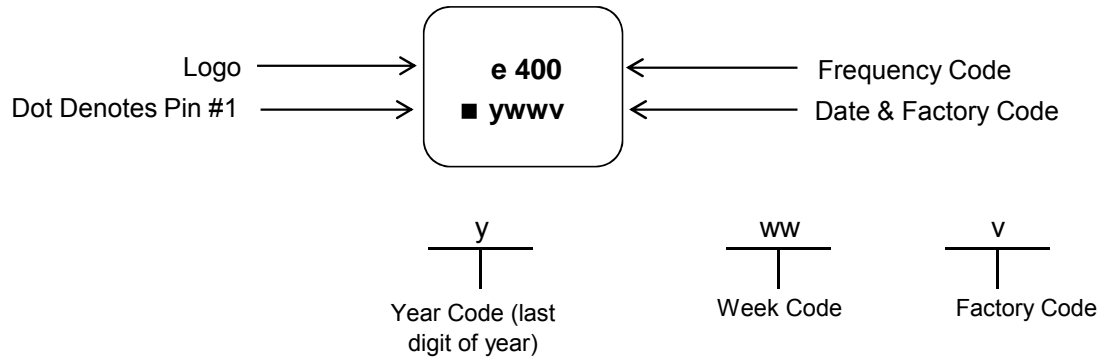 Logo
e 400
Frequency Code
Dot Denotes Pin #1
■ ywwv
Date & Factory Code
y
ww
v
Year Code (last
digit of year)
Week Code
Factory Code